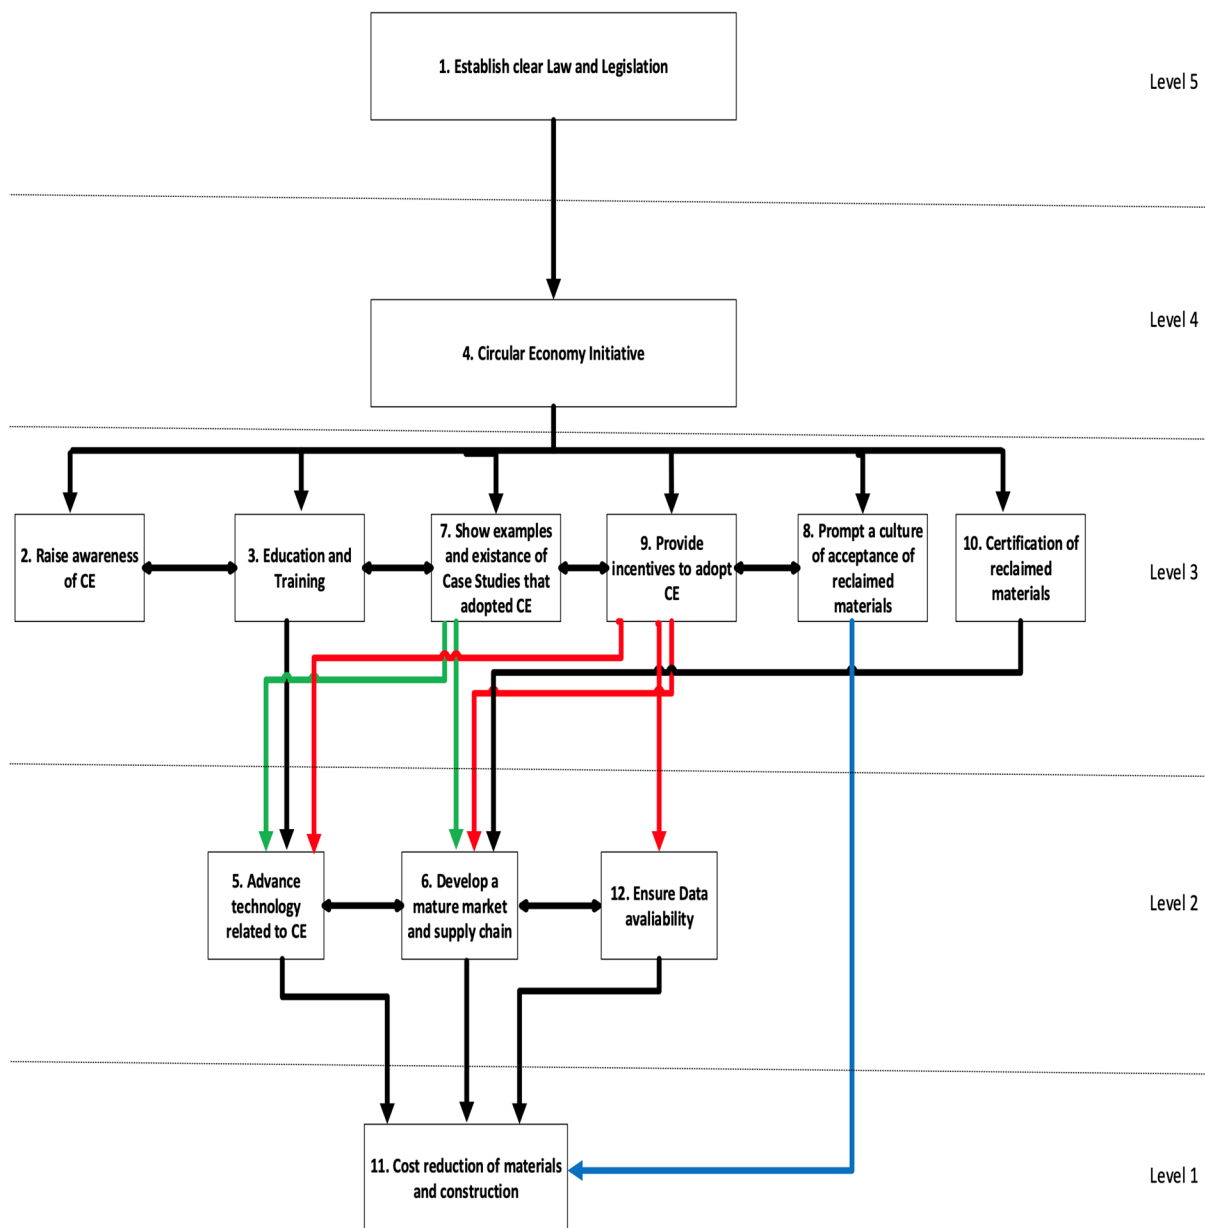 1. Establish clear Law and Legislation
Level 5
4. Circular Economy Initiative
Level 4
2. Raise awareness
of CE
3. Education and
Training
7. Show examples
and existance of
Case Studies that
adopted CE
9. Provide
incentives to adopt
CE
8. Prompt a culture
of acceptance of
reclaimed
materials
10. Certification of
reclaimed
materials
Level 3
5. Advance
technology
related to CE
6. Develop a
mature market
and supply chain
12. Ensure Data
avaliability
Level 2
11. Cost reduction of materials
and construction
Level 1